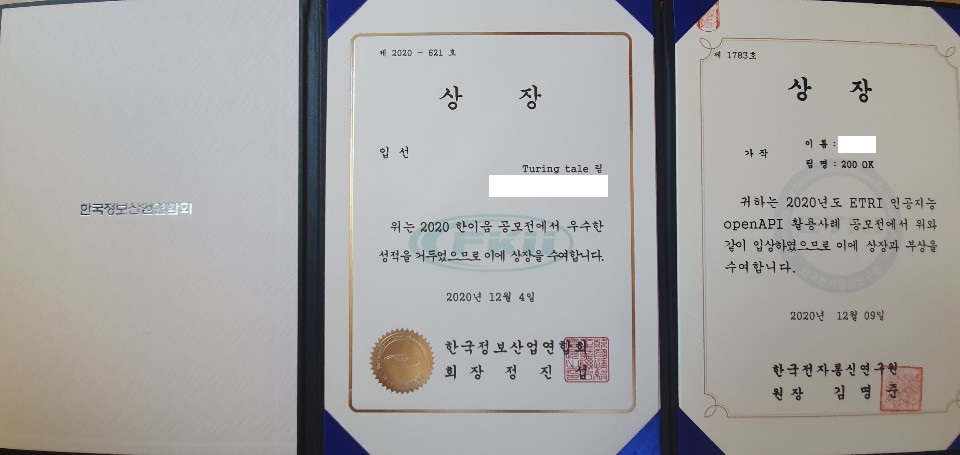 한국정보산업연합회
제 2020 - 621 호
상 장
입 선
Turing tale 팀
위는 2020 한이음 공모전에서 우수한
성적을 거두었으므로 이에 상장을 수여합니다.
FKII
2020년 12월 4일
한국정보산업연합회
회 장 정 진 섭
제 1783호
상 장
가 작
이 름 :
팀 명 : 200 OK
귀하는 2020년도 ETRI 인공지능
openAPI 활용사례 공모전에서 위와
같이 입상하였으므로 이에 상장과 부상을
수여합니다.
2020년 12월 09일
한국전자통신연구원
원장 김 명 준